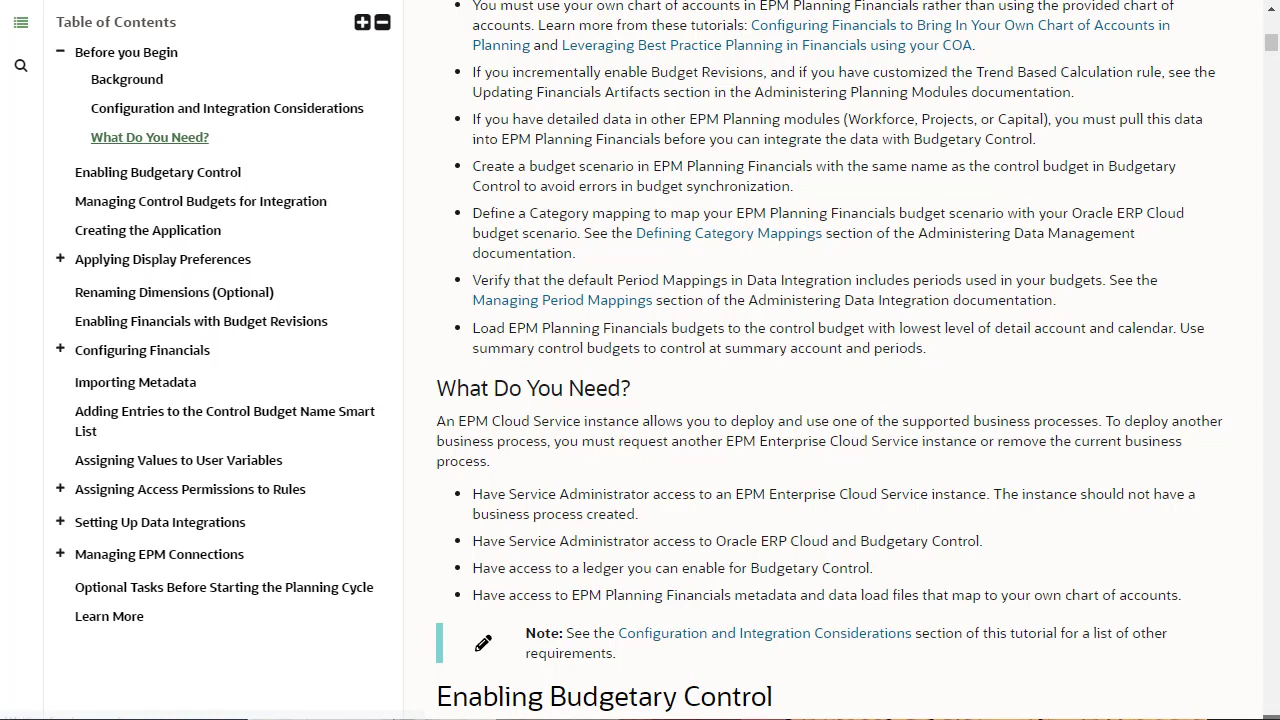 Table of Contents
Before you Begin
Background
Configuration and Integration Considerations
What Do You Need?
Enabling Budgetary Control
Managing Control Budgets for Integration
Creating the Application
Applying Display Preferences
Renaming Dimensions (Optional)
Enabling Financials with Budget Revisions
Configuring Financials
Importing Metadata
Adding Entries to the Control Budget Name Smart
List
Assigning Values to User Variables
Assigning Access Permissions to Rules
Setting Up Data Integrations
Managing EPM Connections
Optional Tasks Before Starting the Planning Cycle
Learn More
You must use your own chart of accounts in EPM Planning Financials rather than using the provided chart of
accounts. Learn more from these tutorials: Configuring Financials to Bring In Your Own Chart of Accounts in
Planning and Leveraging Best Practice Planning in Financials using your COA.
If you incrementally enable Budget Revisions, and if you have customized the Trend Based Calculation rule, see the
Updating Financials Artifacts section in the Administering Planning Modules documentation.
If you have detailed data in other EPM Planning modules (Workforce, Projects, or Capital), you must pull this data
into EPM Planning Financials before you can integrate the data with Budgetary Control.
Create a budget scenario in EPM Planning Financials with the same name as the control budget in Budgetary
Control to avoid errors in budget synchronization.
Define a Category mapping to map your EPM Planning Financials budget scenario with your Oracle ERP Cloud
budget scenario. See the Defining Category Mappings section of the Administering Data Management
documentation.
Verify that the default Period Mappings in Data Integration includes periods used in your budgets. See the
Managing Period Mappings section of the Administering Data Integration documentation.
Load EPM Planning Financials budgets to the control budget with lowest level of detail account and calendar. Use
summary control budgets to control at summary account and periods.
What Do You Need?
An EPM Cloud Service instance allows you to deploy and use one of the supported business processes. To deploy another
business process, you must request another EPM Enterprise Cloud Service instance or remove the current business
process.
Have Service Administrator access to an EPM Enterprise Cloud Service instance. The instance should not have a
business process created.
Have Service Administrator access to Oracle ERP Cloud and Budgetary Control.
Have access to a ledger you can enable for Budgetary Control.
Have access to EPM Planning Financials metadata and data load files that map to your own chart of accounts.
Note: See the Configuration and Integration Considerations section of this tutorial for a list of other
requirements.
Enabling Budgetary Control